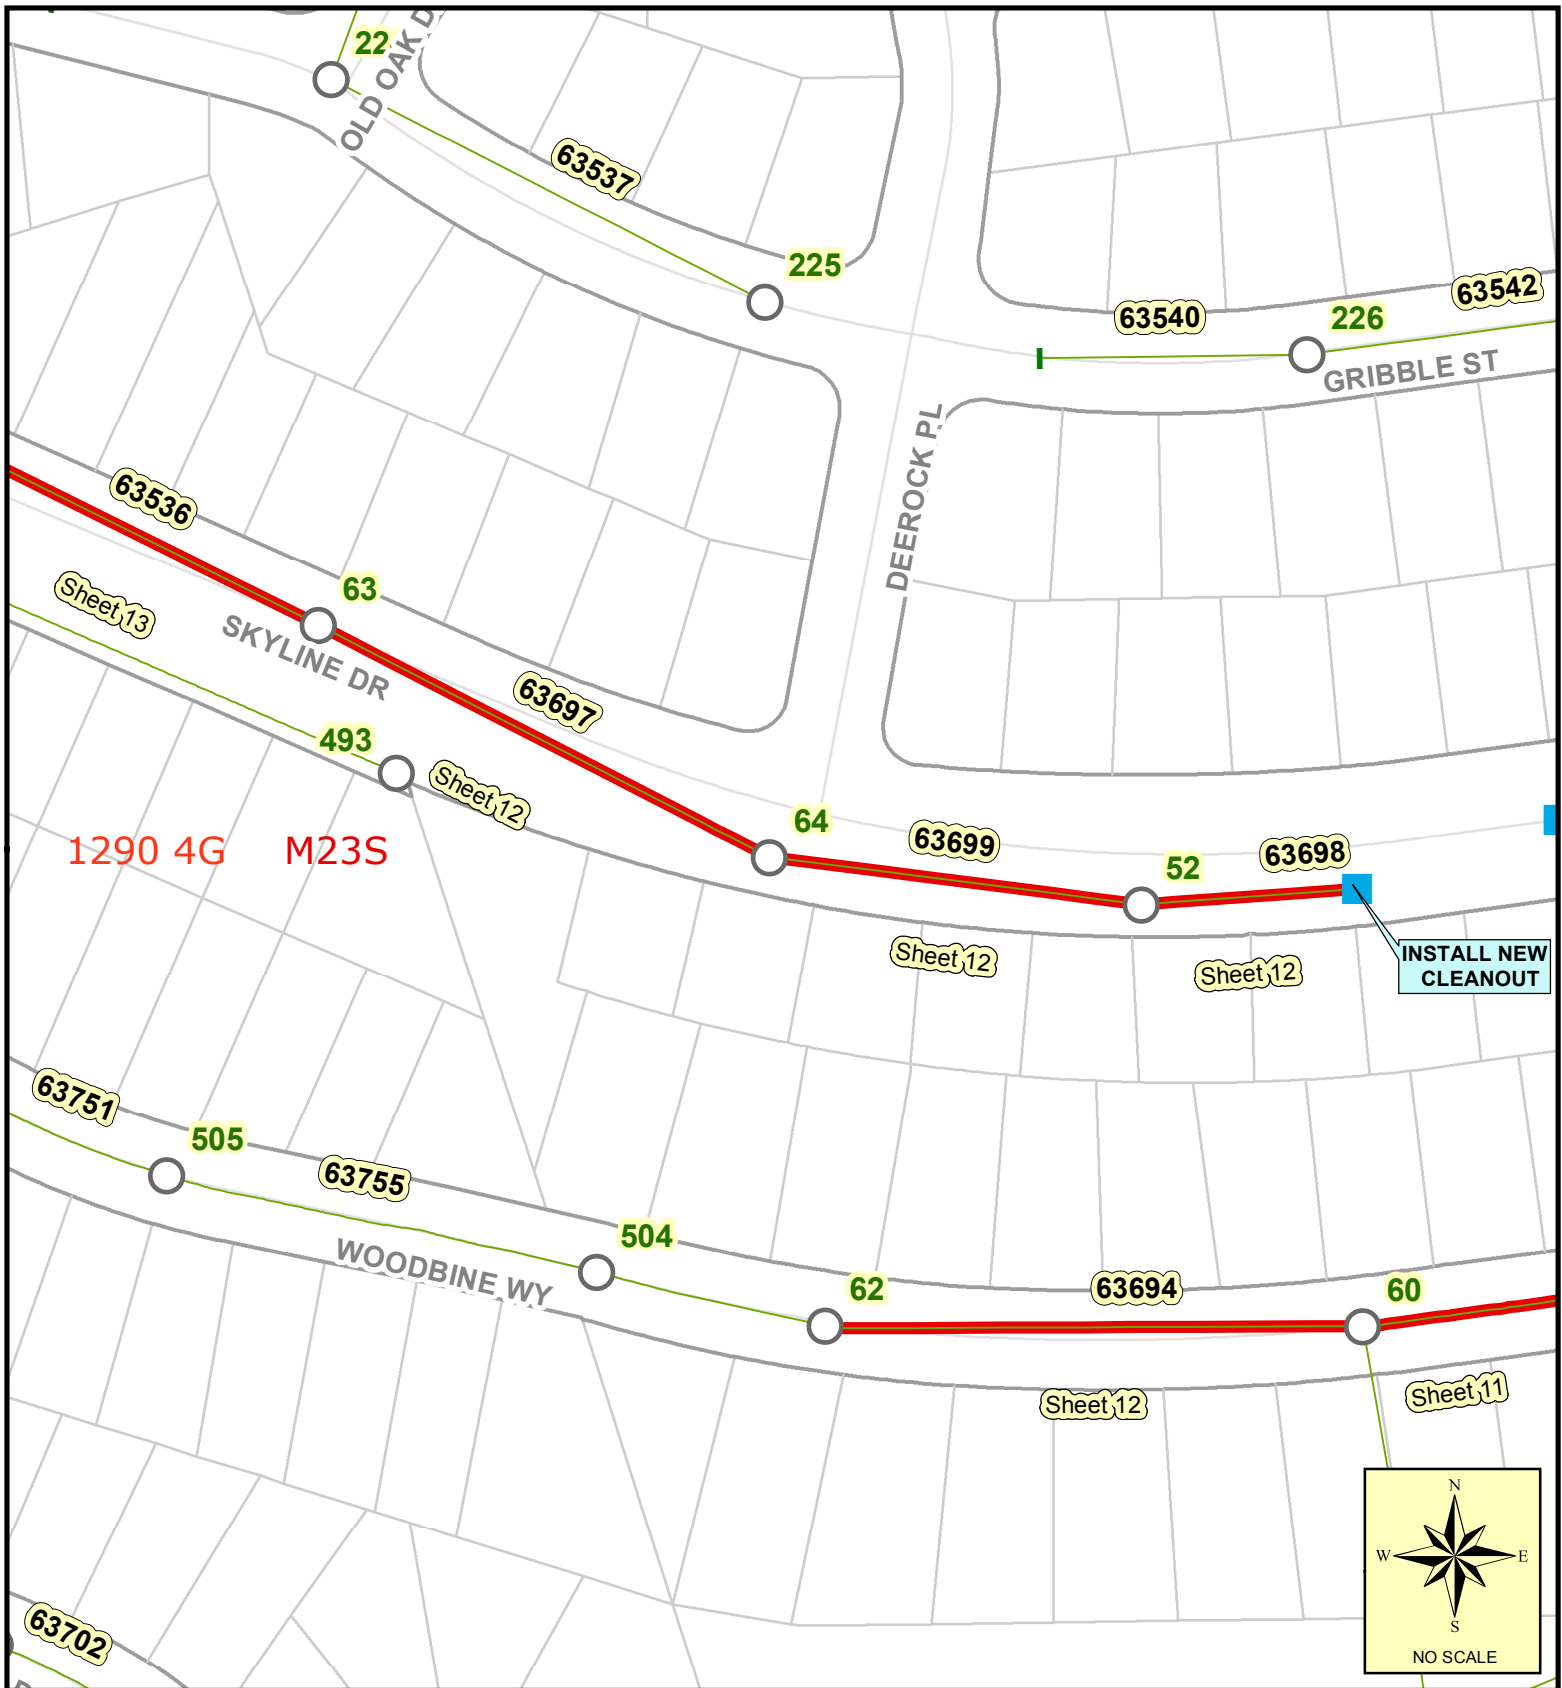 22
OLD OAK D
63537
225
63542
63540
226
GRIBBLE ST
DEEROCK PL
63536
63
Sheet 13
SKYLINE DR
63697
493
Sheet 12
64
63699
63698
52
1290 4G
M23S
Sheet 12
Sheet 12
INSTALL NEW
CLEANOUT
63751
505
63755
504
WOODBINE WY
62
63694
60
Sheet 12
Sheet 11
N
W
E
S
NO SCALE
63702